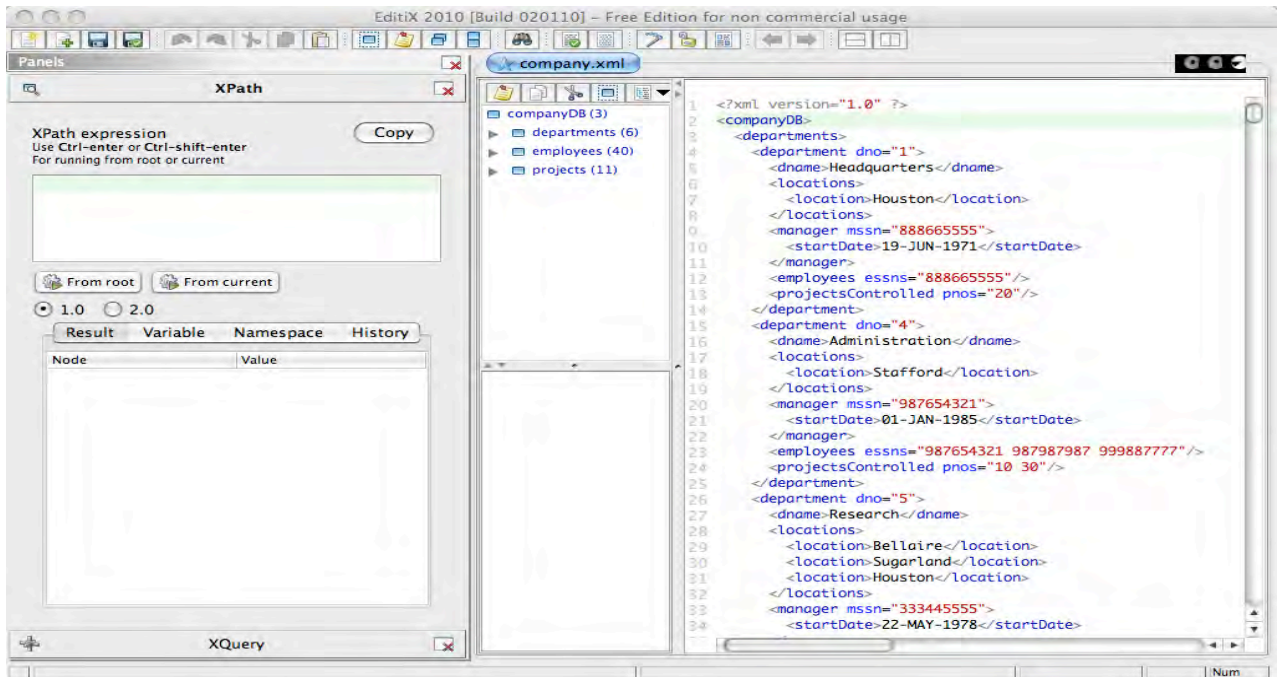 EditiX 2010 [Build 020110] – Free Edition for non commercial usage
Panels
XPath
XPath expression
Copy
Use Ctrl-enter or Ctrl-shift-enter
For running from root or current
From root
From current
1.0
2.0
Result
Variable
Namespace
History
Node
Value
XQuery
company.xml
companyDB (3)
departments (6)
employees (40)
projects (11)
1 <?xml version="1.0" ?>
2 <companyDB>
3 <departments>
4 <department dno="1">
5 <dname>Headquarters</dname>
6 <locations>
7 <location>Houston</location>
8 </locations>
9 <manager mssn="888665555">
10 <startDate>19-JUN-1971</startDate>
11 </manager>
12 <employees essns="888665555"/>
13 <projectsControlled pnos="20"/>
14 </department>
15 <department dno="4">
16 <dname>Administration</dname>
17 <locations>
18 <location>Stafford</location>
19 </locations>
20 <manager mssn="987654321">
21 <startDate>01-JAN-1985</startDate>
22 </manager>
23 <employees essns="987654321 987987987 999887777"/>
24 <projectsControlled pnos="10 30"/>
25 </department>
26 <department dno="5">
27 <dname>Research</dname>
28 <locations>
29 <location>Bellaire</location>
30 <location>Sugarland</location>
31 <location>Houston</location>
32 </locations>
33 <manager mssn="333445555">
34 <startDate>22-MAY-1978</startDate>
Num